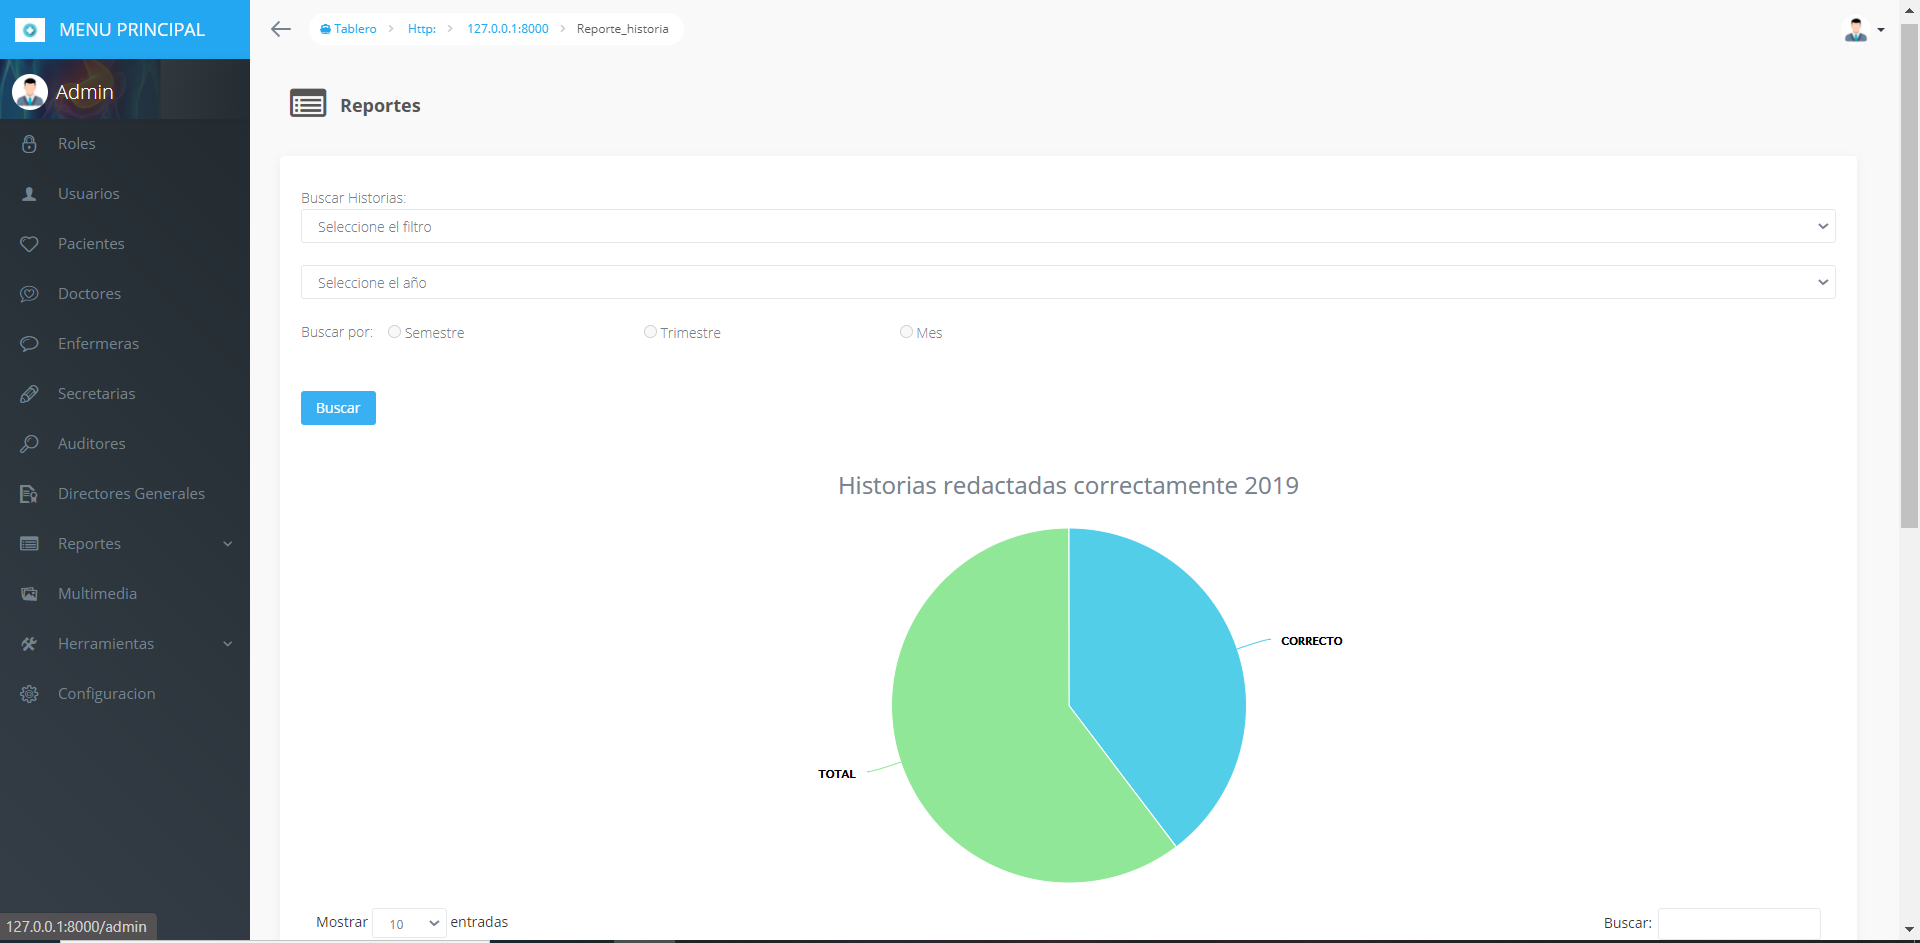 MENU PRINCIPAL
Tablero
Http:
127.0.0.1:8000
Reporte_historia
Admin
Roles
Usuarios
Pacientes
Doctores
Enfermeras
Secretarias
Auditores
Directores Generales
Reportes
Multimedia
Herramientas
Configuracion
127.0.0.1:8000/admin
Reportes
Buscar Historias:
Seleccione el filtro
Seleccione el año
Buscar por: Semestre Trimestre Mes
Buscar
Historias redactadas correctamente 2019
CORRECTO
TOTAL
Mostrar 10 entradas
Buscar: